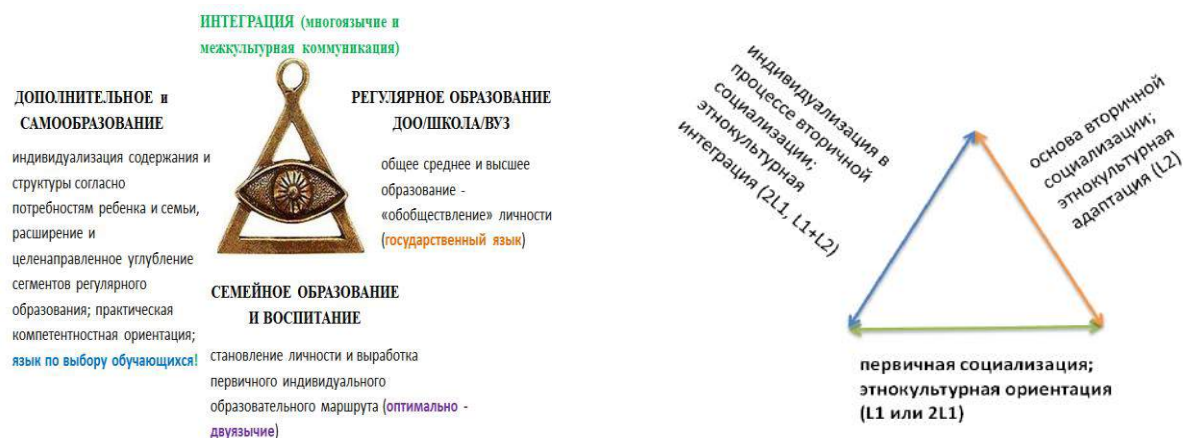 ИНТЕГРАЦИЯ (многоязычие и
межкультурная коммуникация)
ДОПОЛНИТЕЛЬНОЕ и
САМООБРАЗОВАНИЕ
индивидуализация содержания и
структуры согласно
потребностям ребенка и семьи,
расширение и
целенаправленное углубление
сегментов регулярного
образования; практическая
компетентностная ориентация;
язык по выбору обучающихся!
РЕГУЛЯРНОЕ ОБРАЗОВАНИЕ
ДОО/ШКОЛА/ВУЗ
общее среднее и высшее
образование -
«обобществление» личности
(государственный язык)
СЕМЕЙНОЕ ОБРАЗОВАНИЕ
И ВОСПИТАНИЕ
становление личности и выработка
первичного индивидуального
образовательного маршрута (оптимально -
двуязычие)
индивидуализация в
процессе вторичной
социализации;
этнокультурная
интеграция (2L1, L1+L2)
основа вторичной
социализации;
этнокультурная
адаптация (L2)
первичная социализация;
этнокультурная ориентация
(L1 или 2L1)